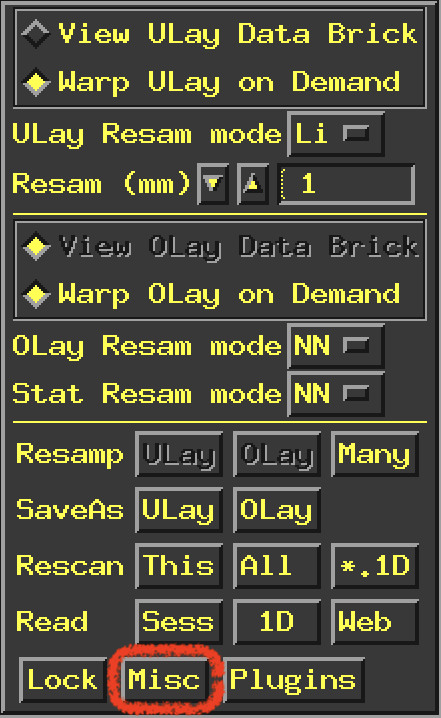 View ULay Data Brick
Warp ULay on Demand
ULay Resam mode Li
Resam (mm) 1
View OLay Data Brick
Warp OLay on Demand
OLay Resam mode NN
Stat Resam mode NN
Resamp ULay OLay Many
SaveAs ULay OLay
Rescan This All *.1D
Read Sess 1D Web
Lock Misc Plugins